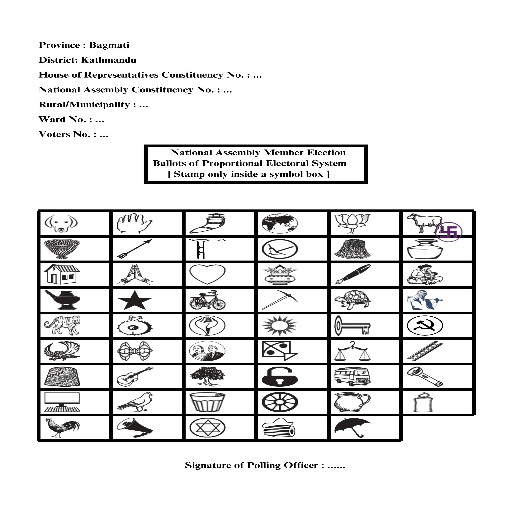 Province : Bagmati
District: Kathmandu
House of Representatives Constituency No. : ...
National Assembly Constituency No. : ...
Rural/Municipality : ...
Ward No. : ...
Voters No. : ...
National Assembly Member Election
Ballots of Proportional Electoral System
[ Stamp only inside a symbol box ]
Signature of Polling Officer : ......